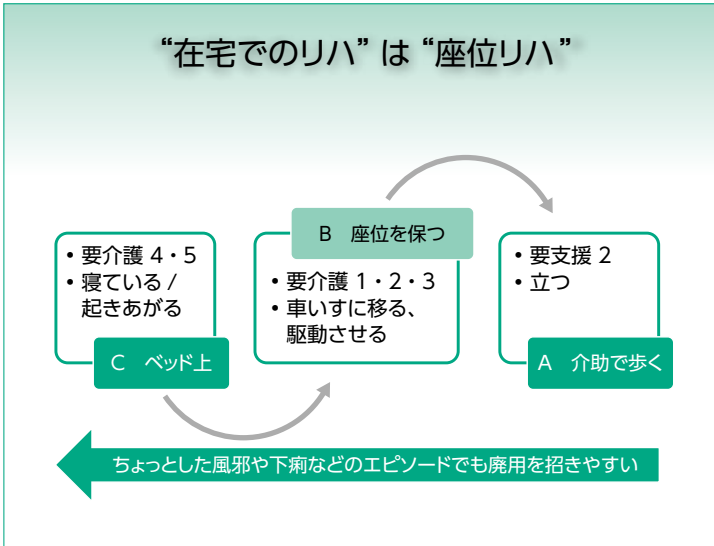 “在宅でのリハ”は“座位リハ”
・要介護 4・5
・寝ている /
起きあがる
C ベッド上
B 座位を保つ
・要介護 1・2・3
・車いすに移る、
駆動させる
・要支援 2
・立つ
A 介助で歩く
ちょっとした風邪や下痢などのエピソードでも廃用を招きやすい